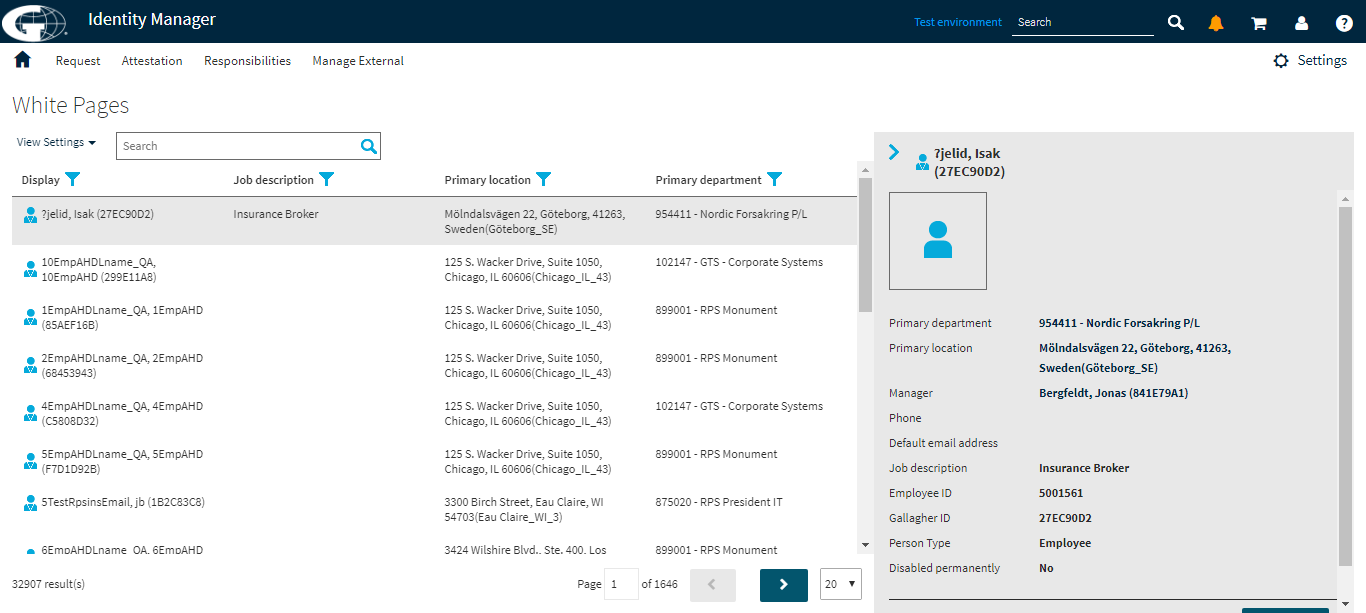 Identity Manager
Test environment
Search
Request
Attestation
Responsibilities
Manage External
Settings
White Pages
View Settings
Search
Display
Job description
Primary location
Primary department
?jelid, Isak (27EC90D2)
Insurance Broker
Mölndalsvägen 22, Göteborg, 41263,
Sweden(Göteborg_SE)
954411 - Nordic Forsakring P/L
10EmpAHDLname_QA,
10EmpAHD (299E11A8)
125 S. Wacker Drive, Suite 1050,
Chicago, IL 60606(Chicago_IL_43)
102147 - GTS - Corporate Systems
1EmpAHDLname_QA, 1EmpAHD
(85AEF16B)
125 S. Wacker Drive, Suite 1050,
Chicago, IL 60606(Chicago_IL_43)
899001 - RPS Monument
2EmpAHDLname_QA, 2EmpAHD
(68453943)
125 S. Wacker Drive, Suite 1050,
Chicago, IL 60606(Chicago_IL_43)
899001 - RPS Monument
4EmpAHDLname_QA, 4EmpAHD
(C5808D32)
125 S. Wacker Drive, Suite 1050,
Chicago, IL 60606(Chicago_IL_43)
102147 - GTS - Corporate Systems
5EmpAHDLname_QA, 5EmpAHD
(F7D1D92B)
125 S. Wacker Drive, Suite 1050,
Chicago, IL 60606(Chicago_IL_43)
899001 - RPS Monument
5TestRpsinsEmail, jb (1B2C83C8)
3300 Birch Street, Eau Claire, WI
54703(Eau Claire_WI_3)
875020 - RPS President IT
6EmpAHDLname_QA, 6EmpAHD
3424 Wilshire Blvd., Ste. 400, Los
899001 - RPS Monument
32907 result(s)
Page 1 of 1646
20
?jelid, Isak
(27EC90D2)
Primary department
954411 - Nordic Forsakring P/L
Primary location
Mölndalsvägen 22, Göteborg, 41263,
Sweden(Göteborg_SE)
Manager
Bergfeldt, Jonas (841E79A1)
Phone
Default email address
Job description
Insurance Broker
Employee ID
5001561
Gallagher ID
27EC90D2
Person Type
Employee
Disabled permanently
No